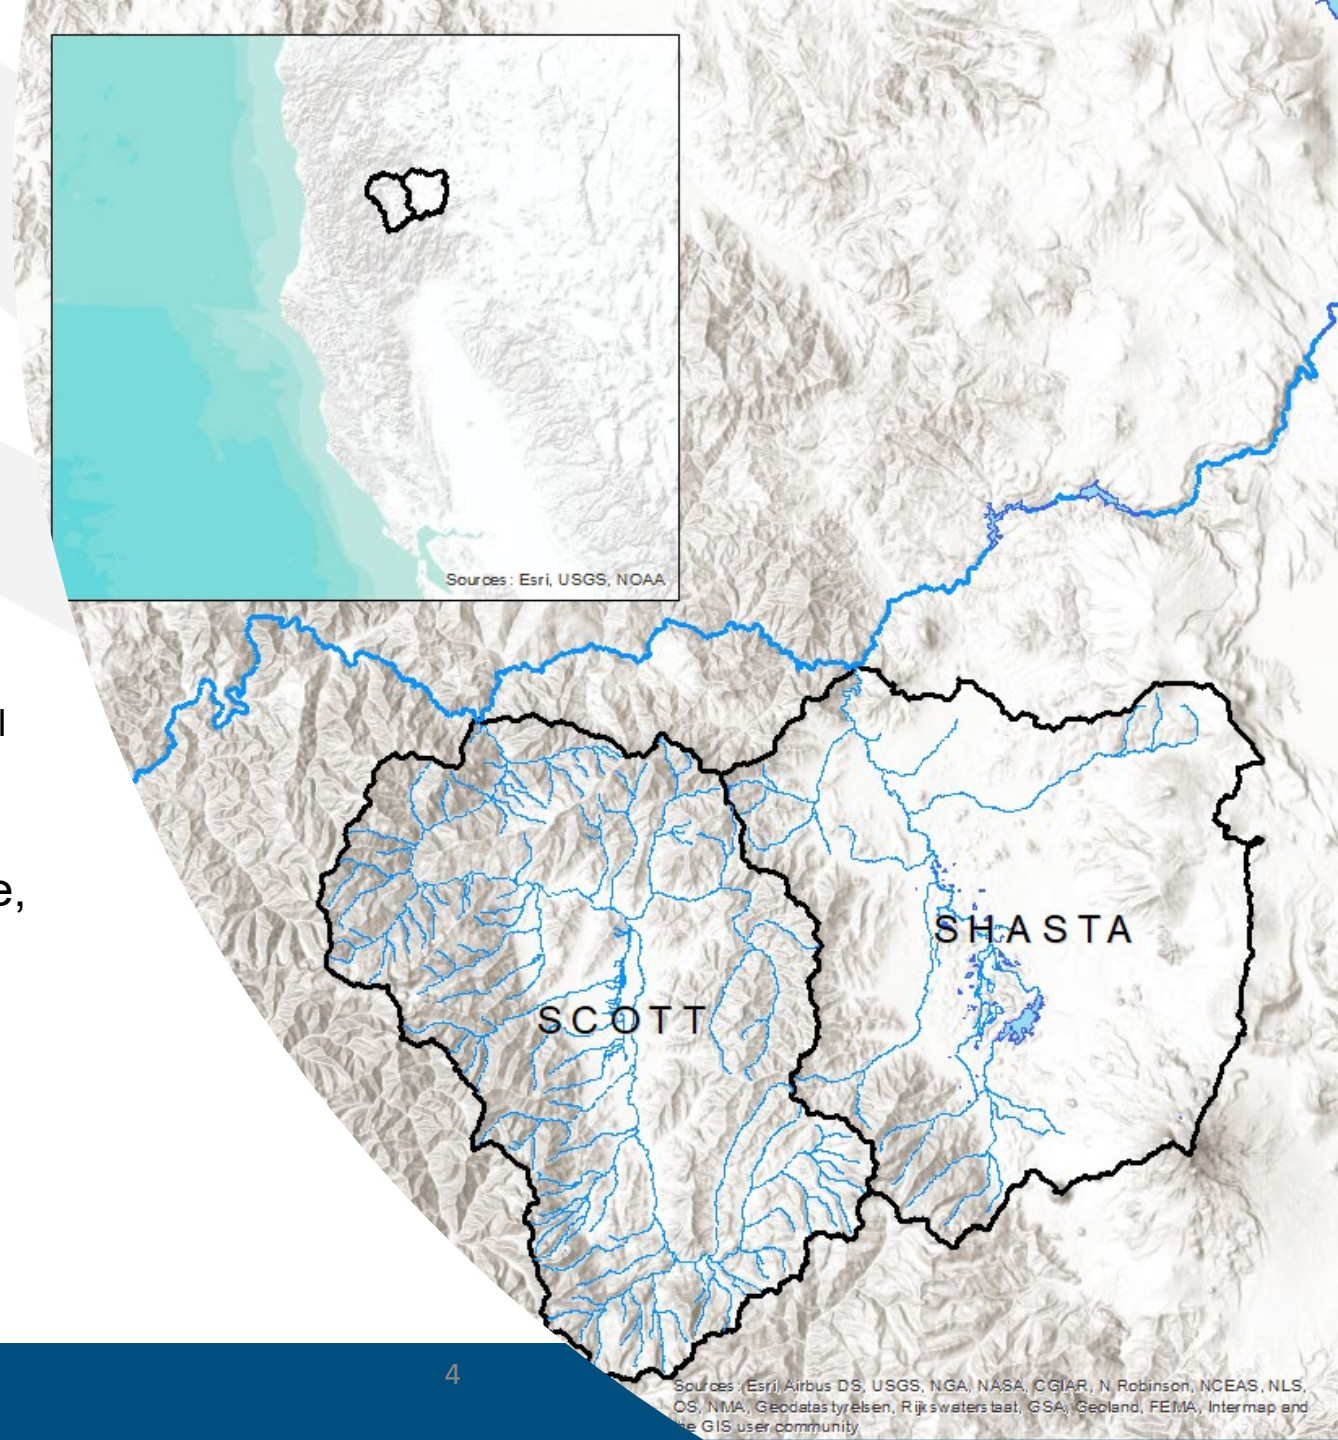 Sources: Esri, USGS, NOAA
l
e,
SHASTA
SCOTT
4
Sources: Esri, Airbus DS, USGS, NGA, NASA, CGIAR, N Robinson, NCEAS, NLS,
OS, NMA, Geodatastyrelsen, Rijkswaterstaat, GSA, Geoland, FEMA, Intermap and
e GIS user community